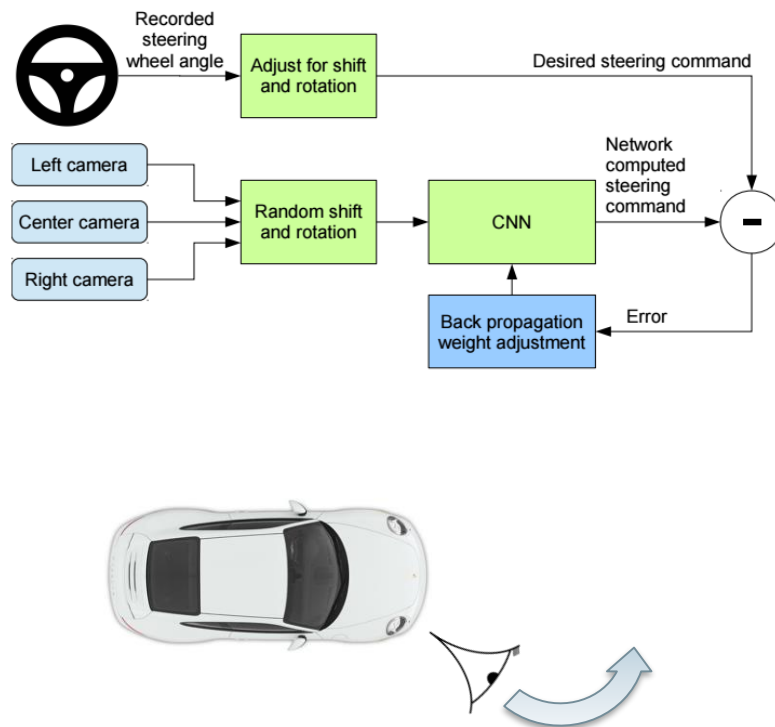 Recorded
steering
wheel angle
Adjust for shift
and rotation
Desired steering command
Left camera
Center camera
Right camera
Random shift
and rotation
CNN
Network
computed
steering
command
-
Back propagation
weight adjustment
Error